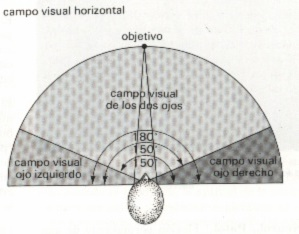 campo visual horizontal
objetivo
campo visual
de los dos ojos
180°
150°
150°
campo visual
ojo izquierdo
campo visual
ojo derecho